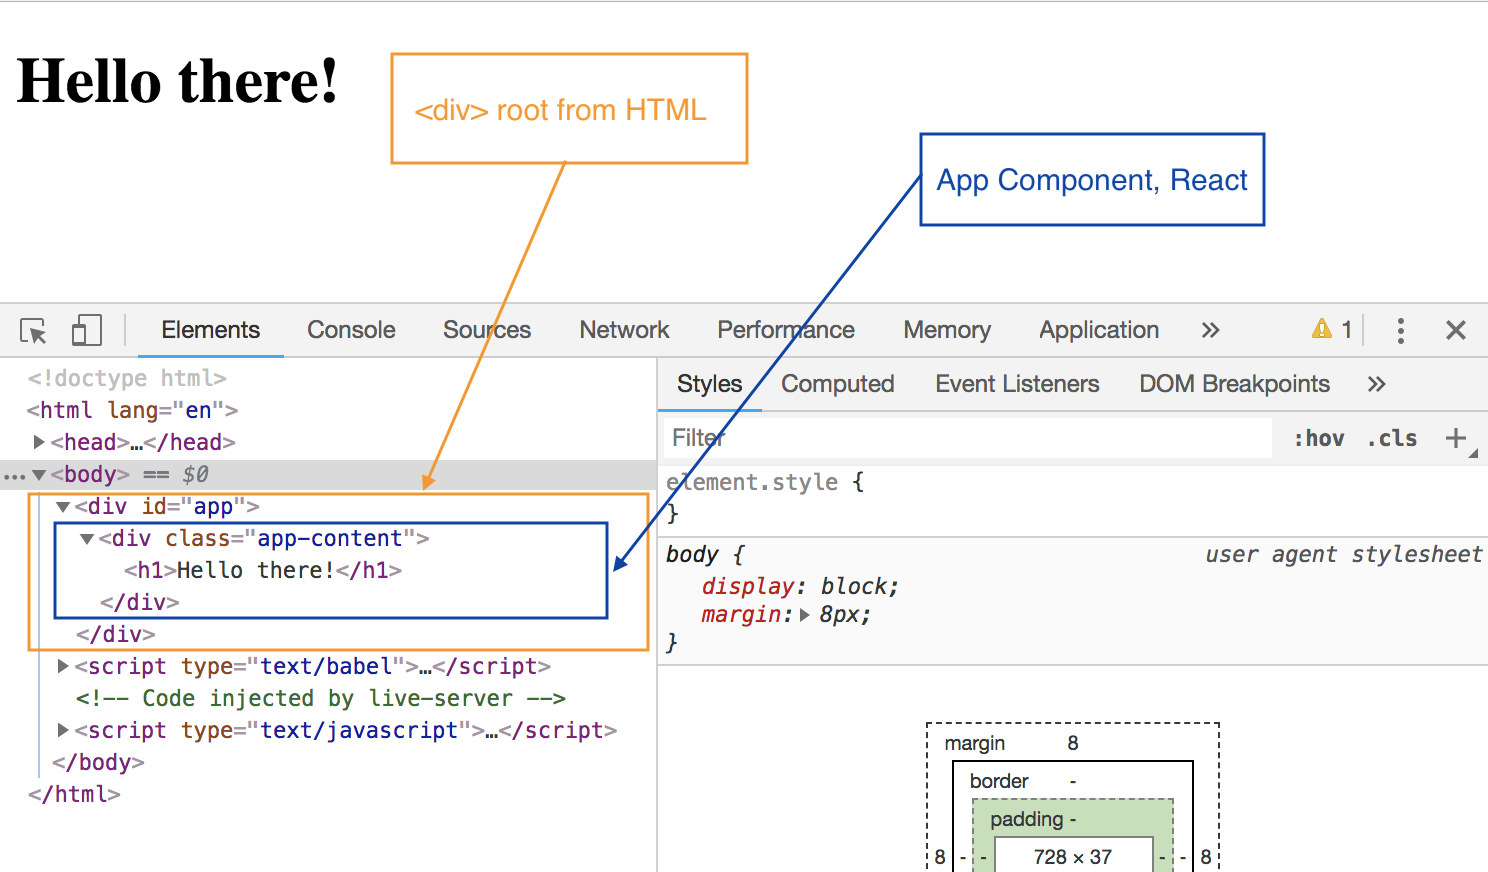 Hello there!
<div> root from HTML
App Component, React
Elements Console Sources Network Performance Memory Application » 1
<!doctype html>
<html lang="en">
<head>…</head>
<body> == $0
<div id="app">
<div class="app-content">
<h1>Hello there!</h1>
</div>
</div>
<script type="text/babel">…</script>
<!-- Code injected by live-server -->
<script type="text/javascript">…</script>
</body>
</html>
Styles Computed Event Listeners DOM Breakpoints »
Filter :hov .cls +
element.style {
}
body { user agent stylesheet
display: block;
margin: 8px;
}
margin 8
border -
padding -
8 - - 728 × 37 - - 8